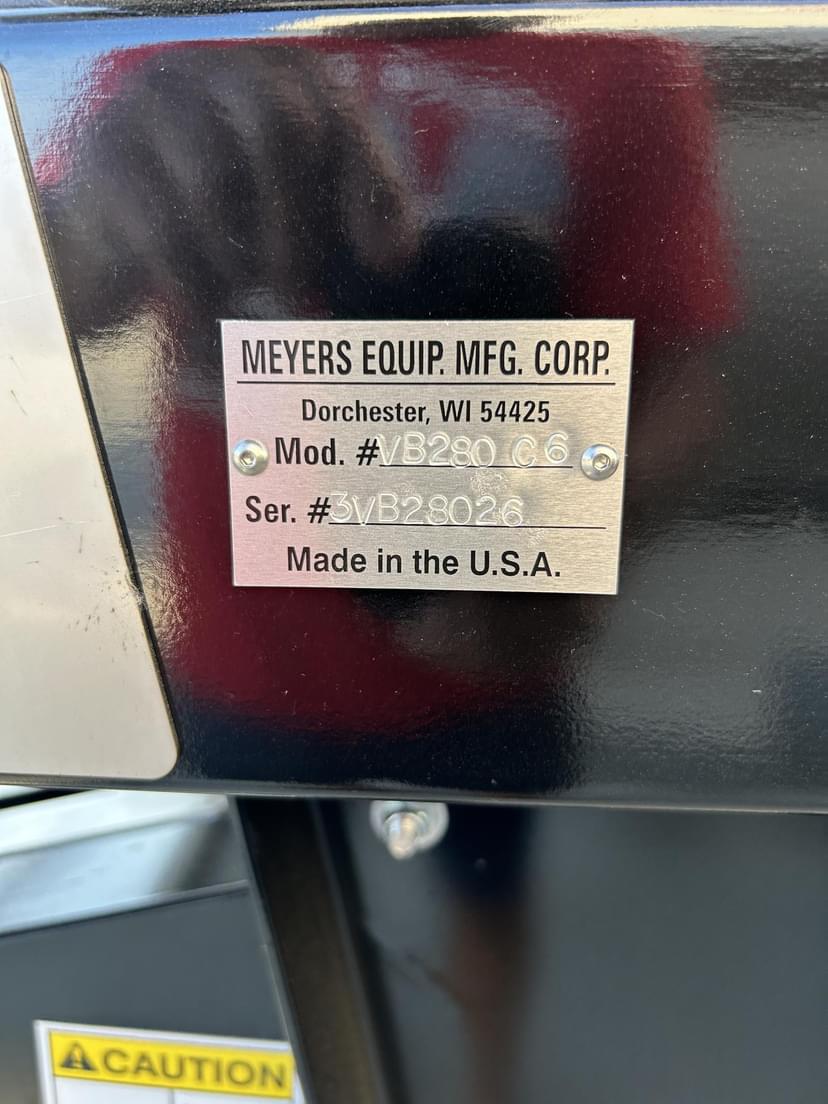 MEYERS EQUIP. MFG. CORP.
Dorchester, WI 54425
Mod. #VB280 C6
Ser. #3VB28026
Made in the U.S.A.
CAUTION